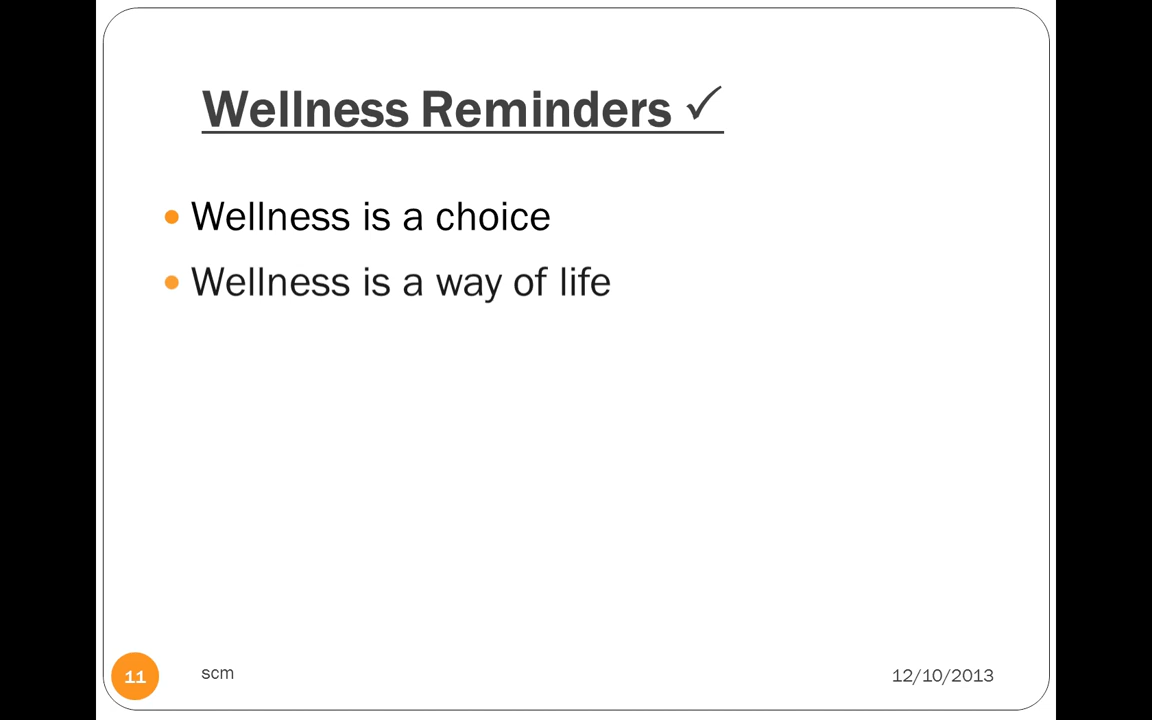 Wellness Reminders ✓
• Wellness is a choice
• Wellness is a way of life
11 scm 12/10/2013